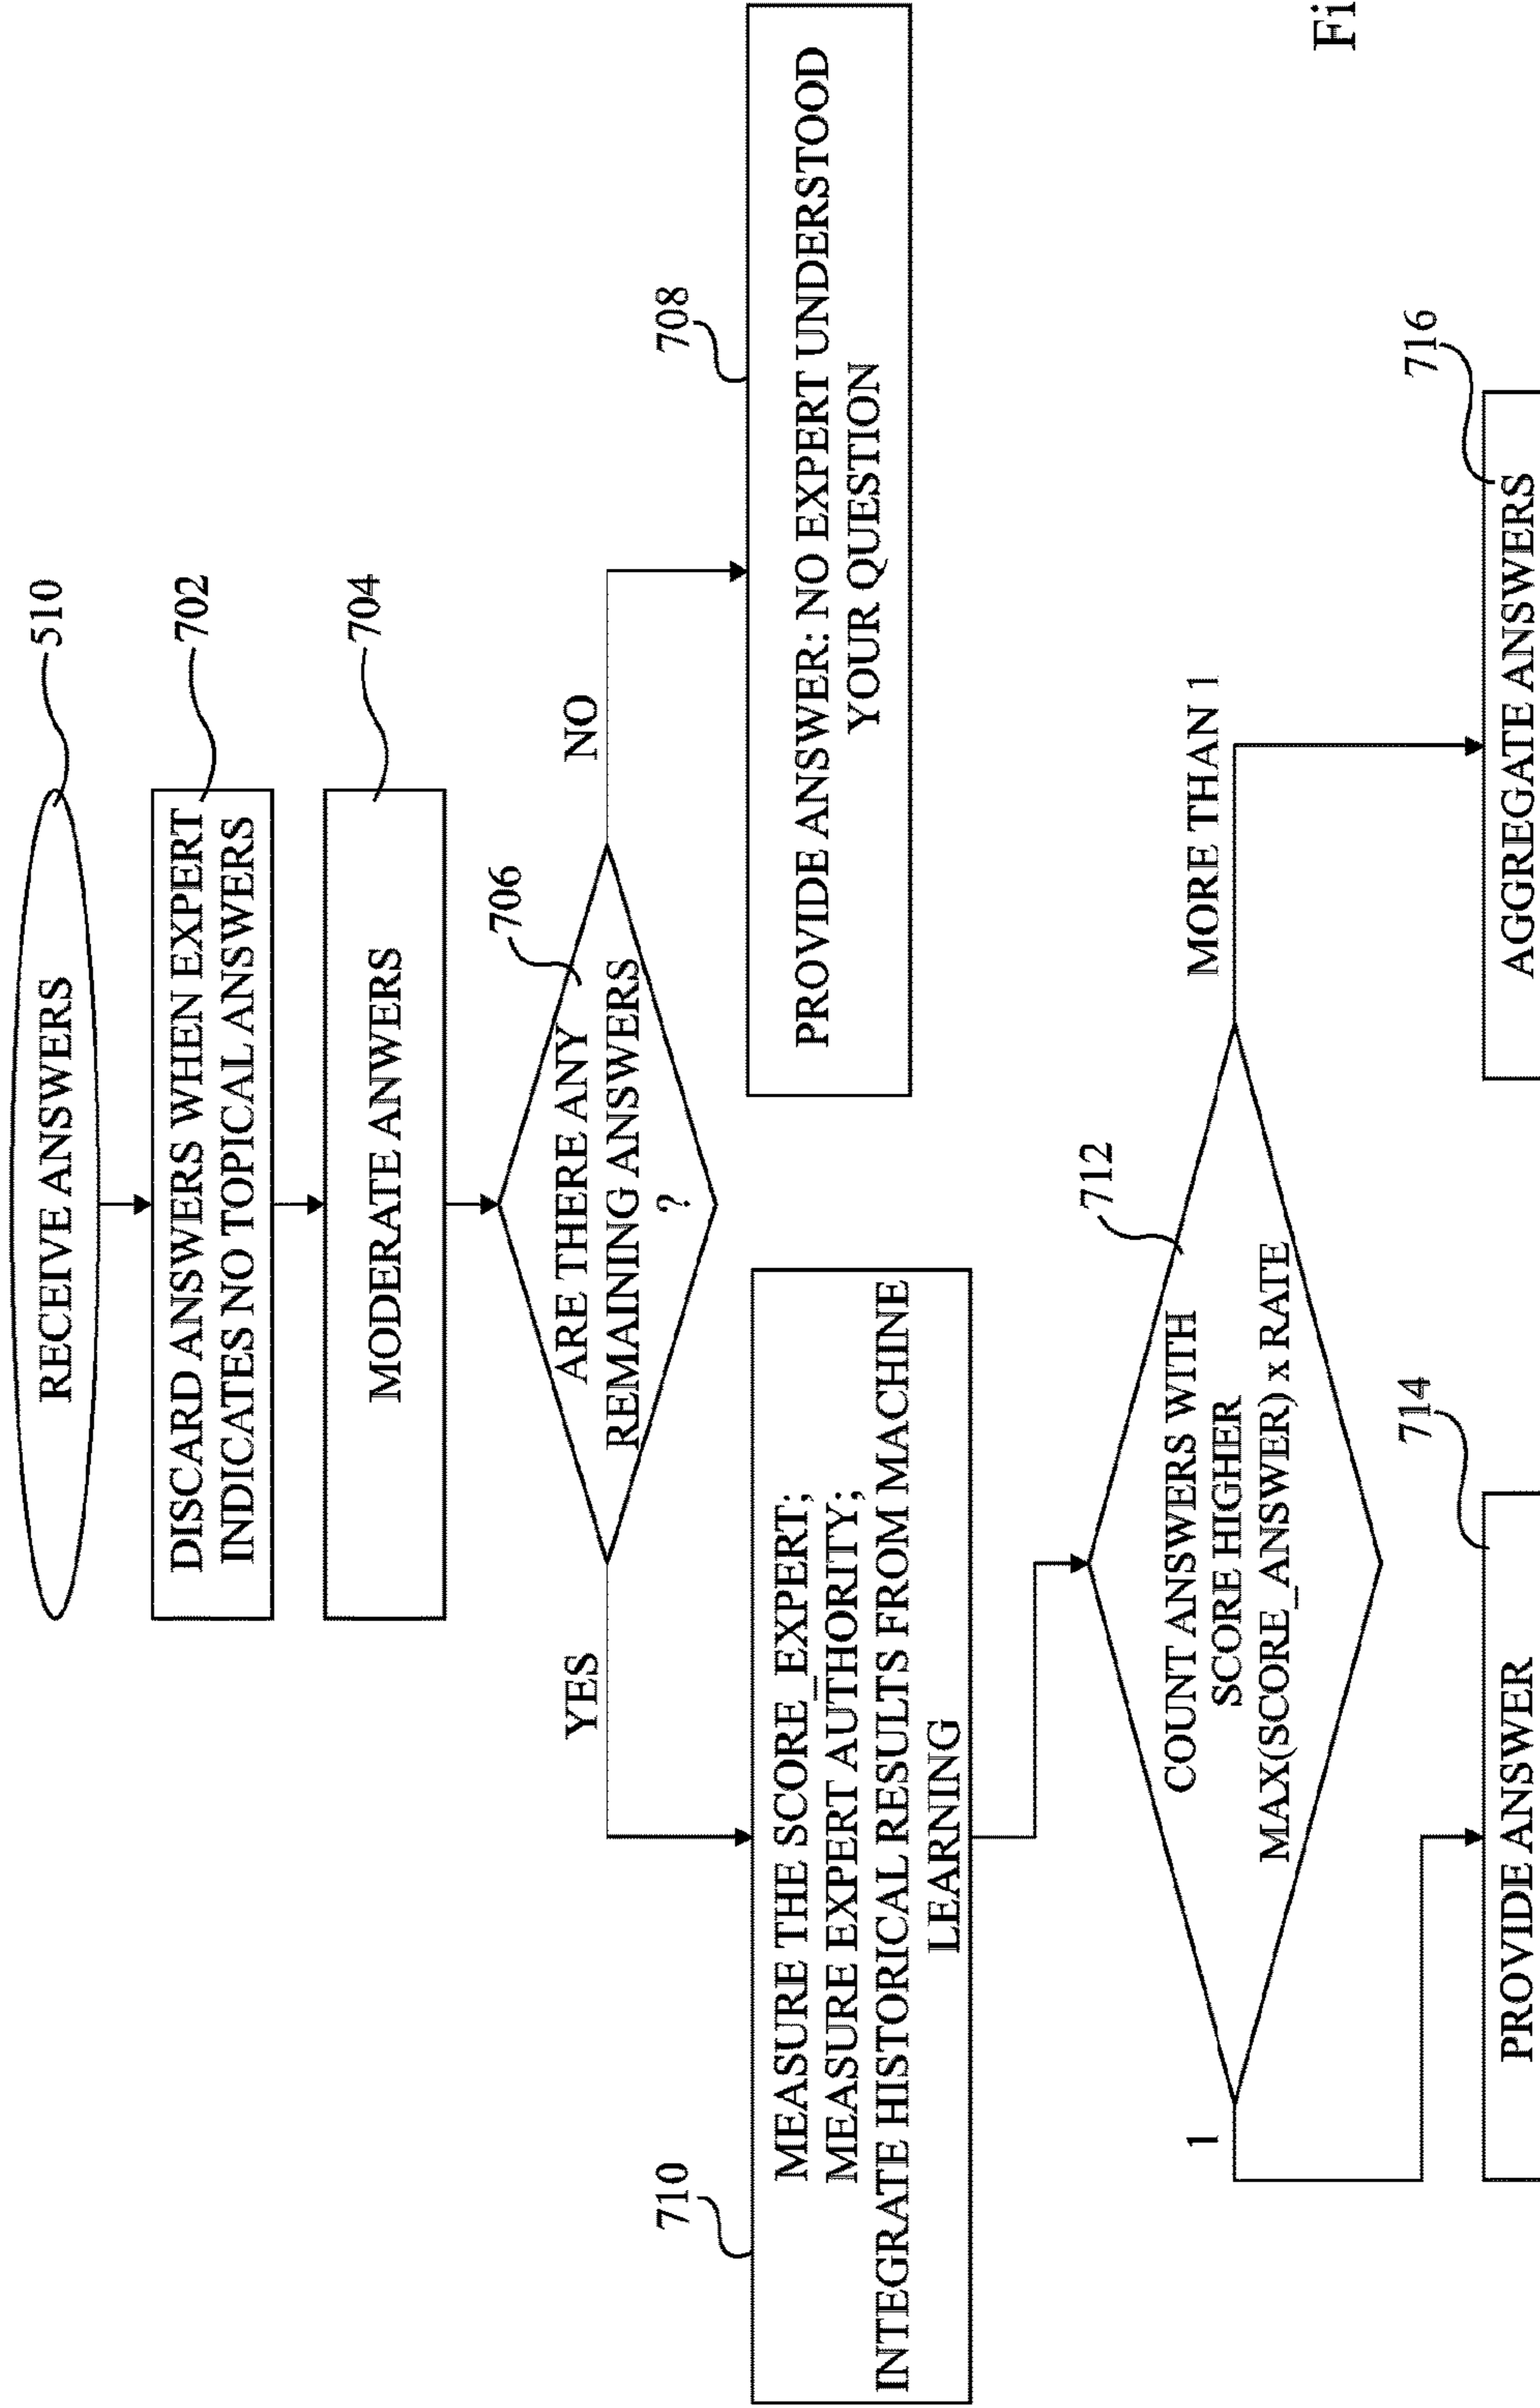 RECEIVE ANSWERS
510
DISCARD ANSWERS WHEN EXPERT
INDICATES NO TOPICAL ANSWERS
702
MODERATE ANWERS
704
ARE THERE ANY
REMAINING ANSWERS
?
706
YES
NO
710
MEASURE THE SCORE_EXPERT;
MEASURE EXPERT AUTHORITY;
INTEGRATE HISTORICAL RESULTS FROM MACHINE
LEARNING
708
PROVIDE ANSWER: NO EXPERT UNDERSTOOD
YOUR QUESTION
712
COUNT ANSWERS WITH
SCORE HIGHER
MAX(SCORE_ANSWER) x RATE
1
MORE THAN 1
714
PROVIDE ANSWER
716
AGGREGATE ANSWERS
Fi